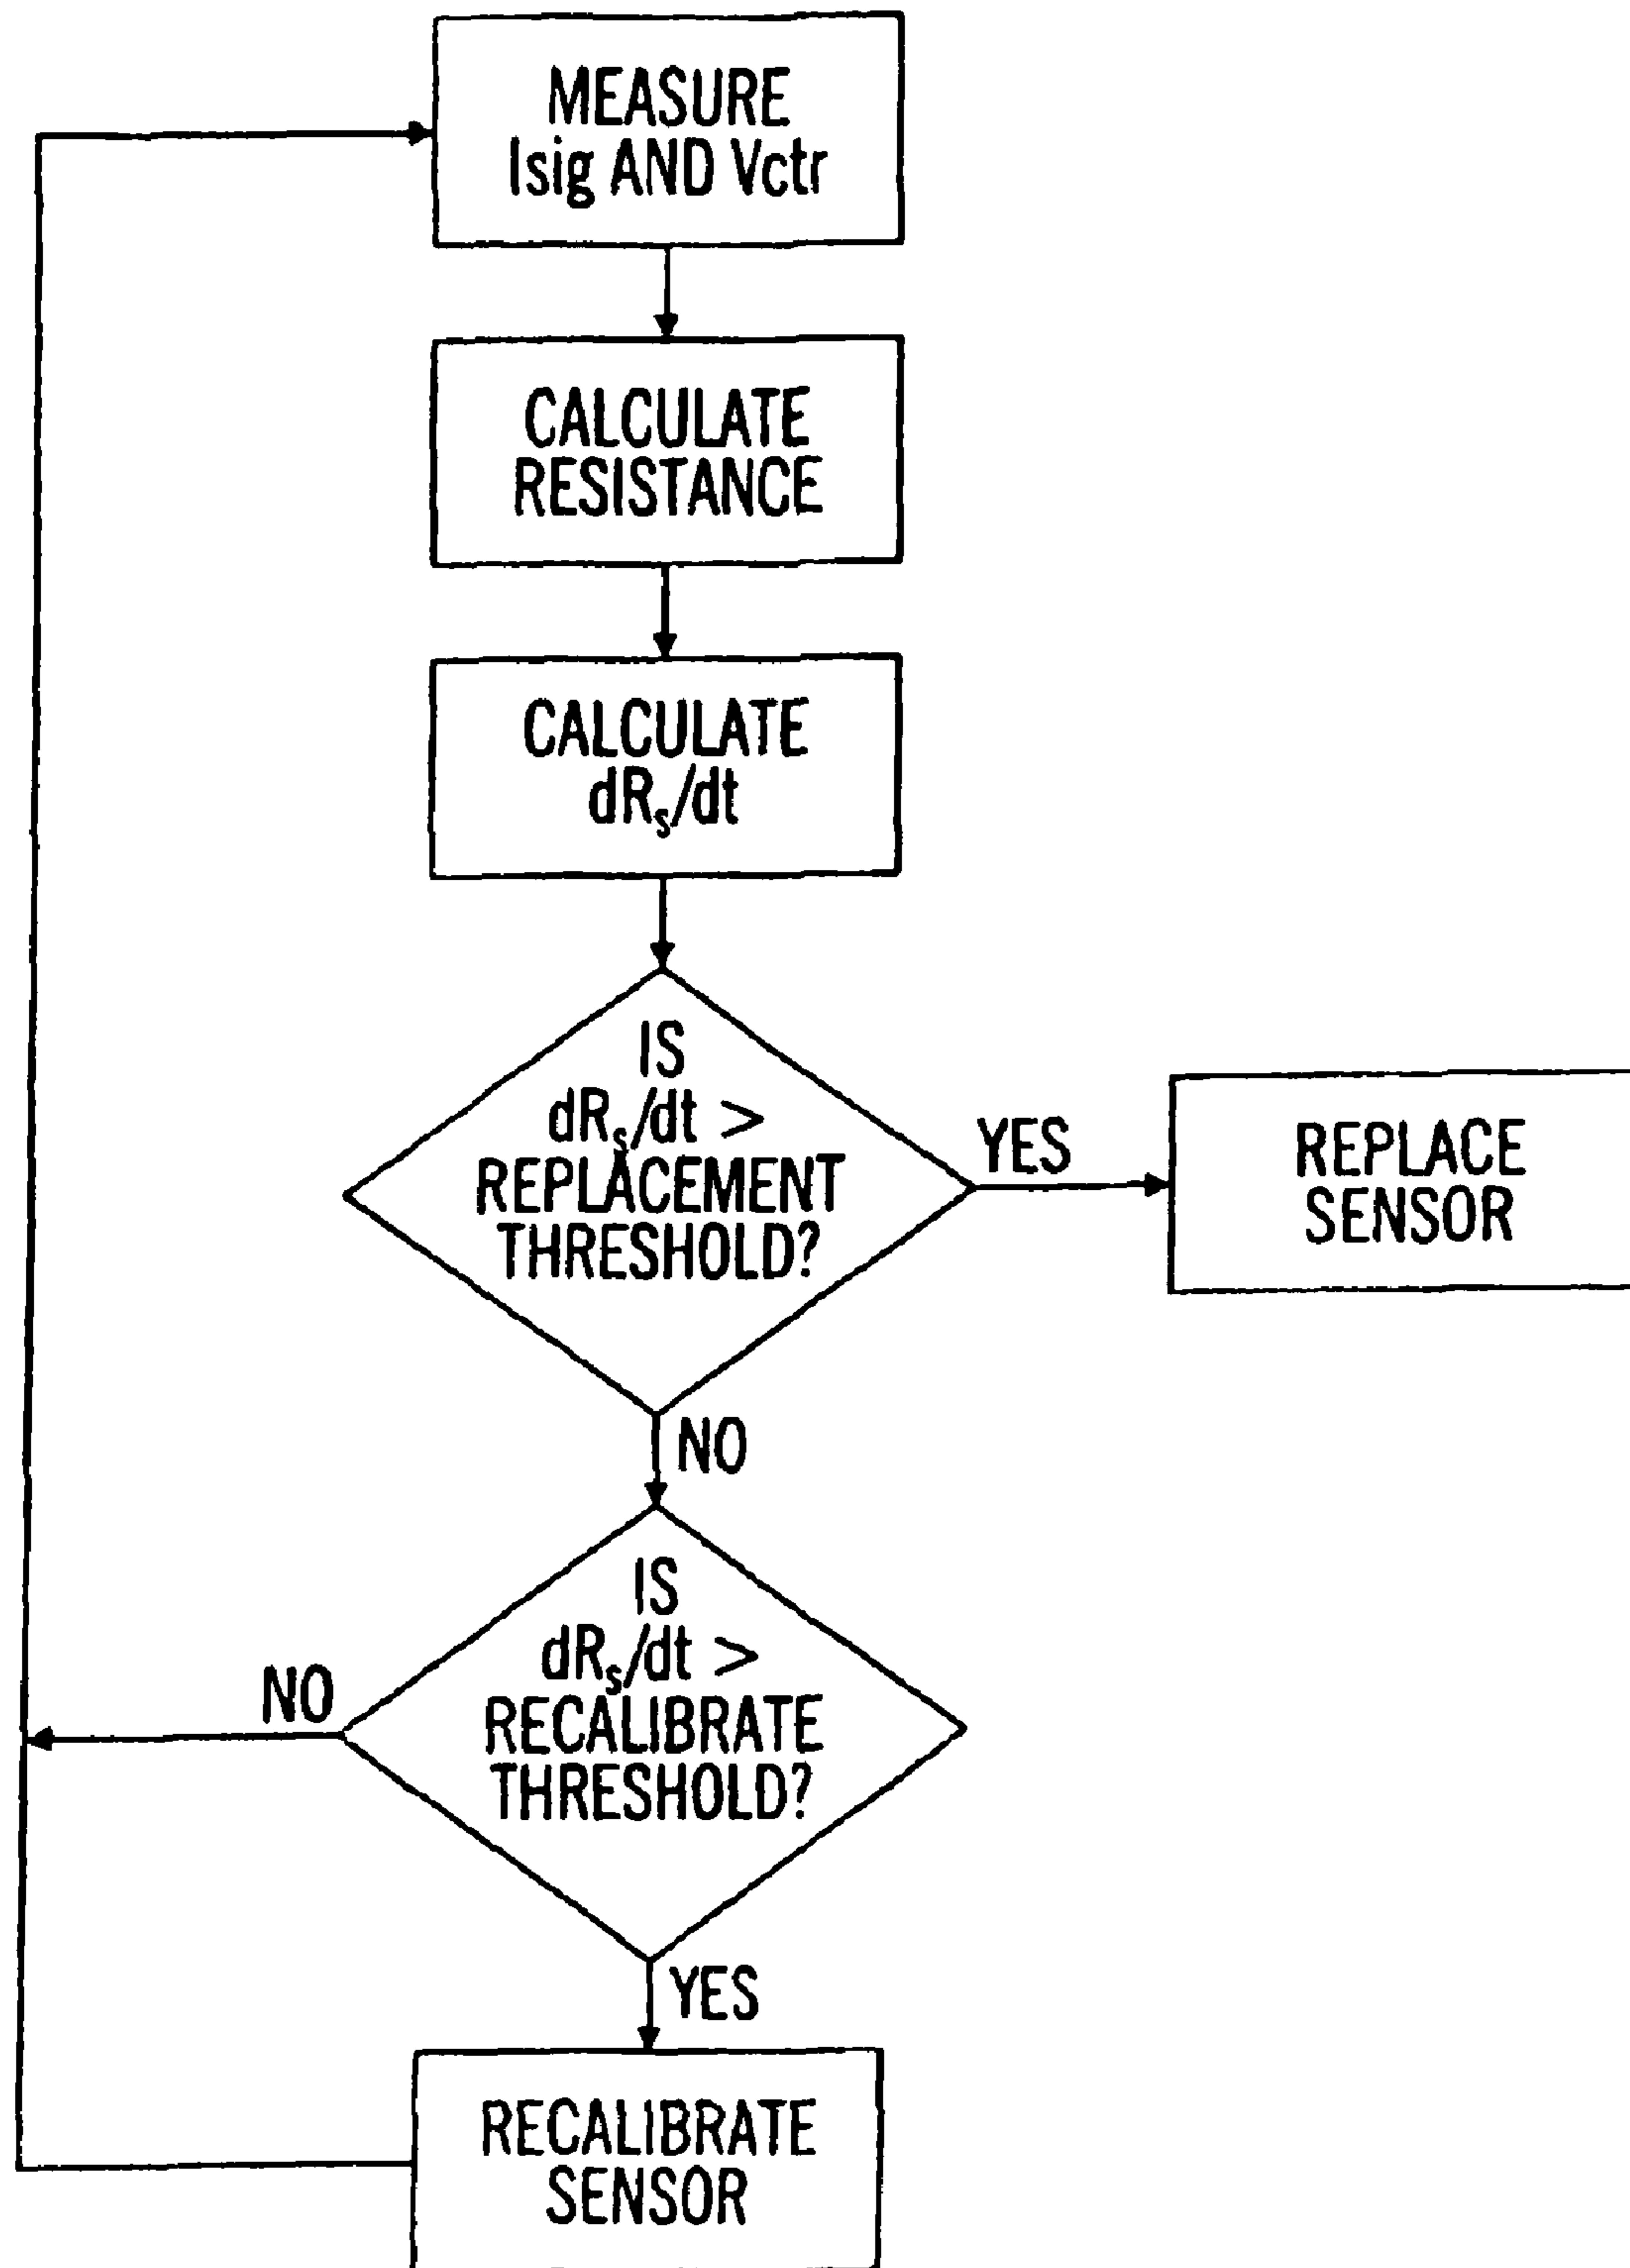 MEASURE
Isig AND Vctr
CALCULATE
RESISTANCE
CALCULATE
dRs/dt
IS
dRs/dt >
REPLACEMENT
THRESHOLD?
YES
REPLACE
SENSOR
NO
IS
dRs/dt >
RECALIBRATE
THRESHOLD?
NO
YES
RECALIBRATE
SENSOR